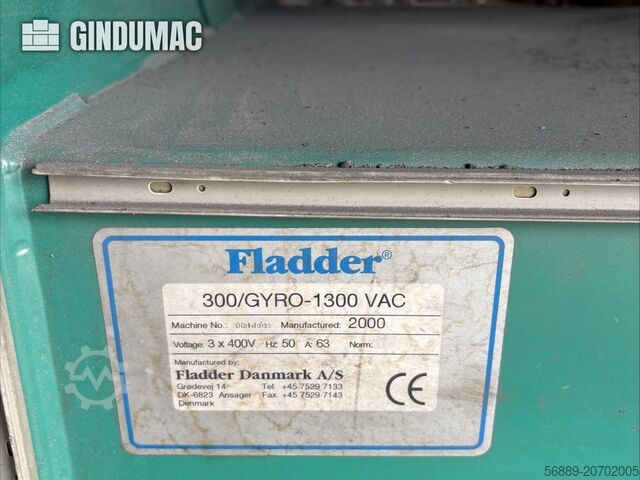 GINDUMAC
Fladder®
300/GYRO-1300 VAC
Machine No.: Manufactured: 2000
Voltage: 3 x 400V Hz: 50 A: 63 Norm:
Manufactured by:
Fladder Danmark A/S
Grødevej 14 Tel. +45 7529 7133
DK-6823 Ansager Fax. +45 7529 7143
Denmark
CE
56889-20702005